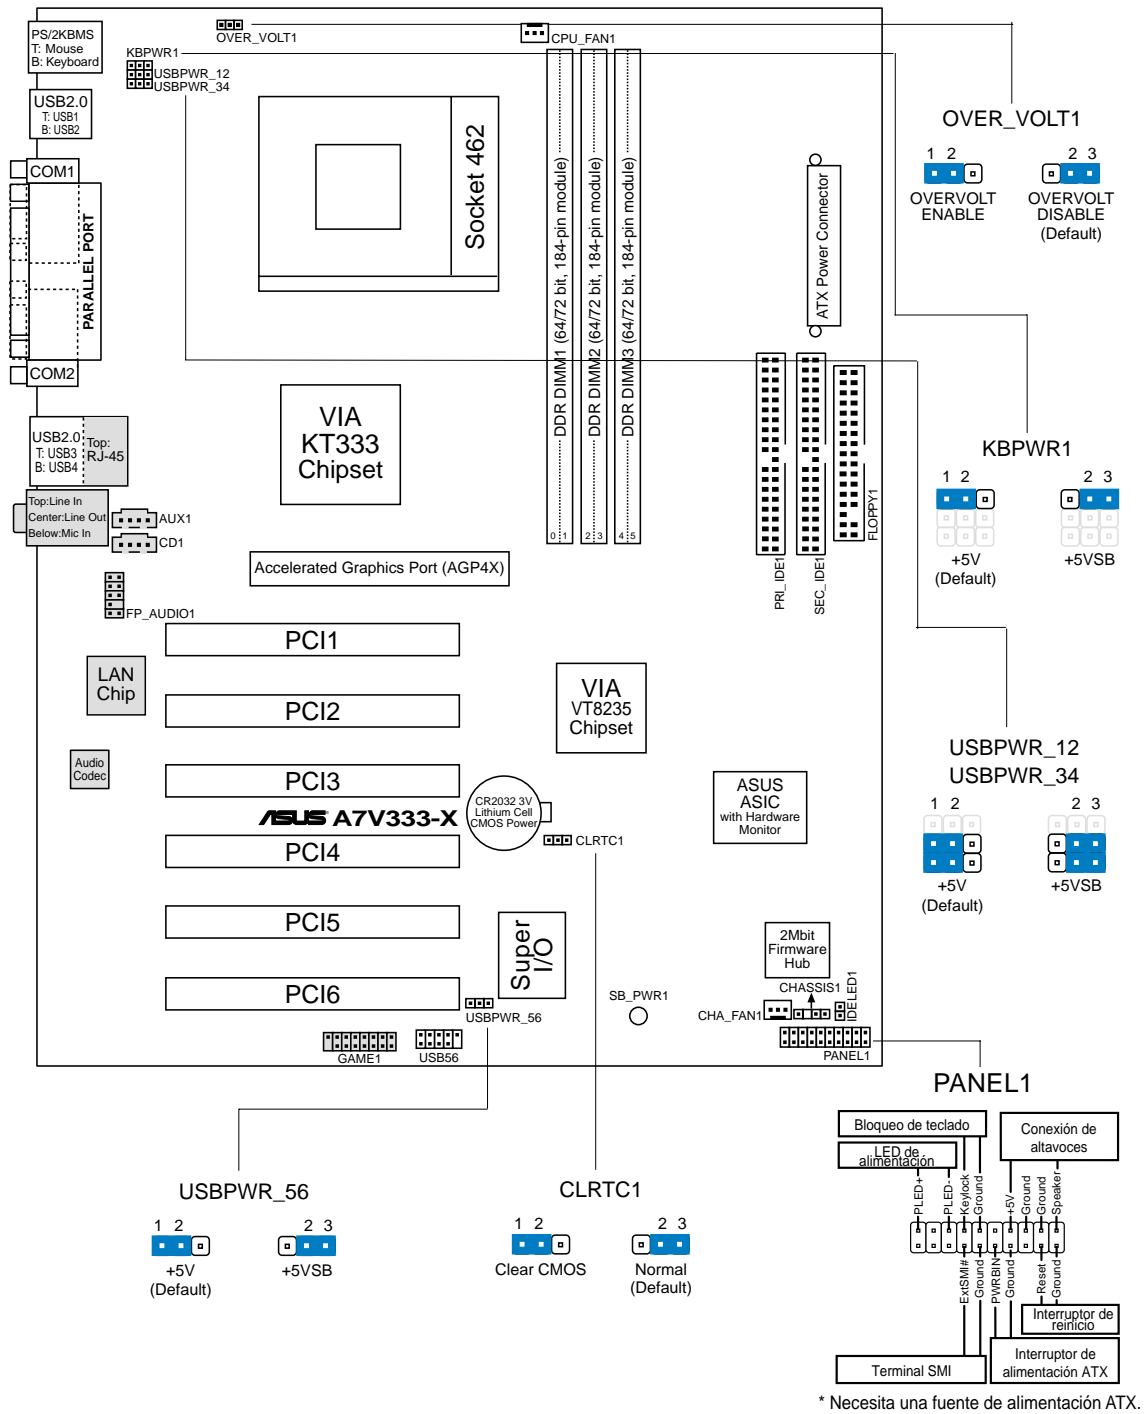 PS/2KBMS
T: Mouse
B: Keyboard
OVER_VOLT1
CPU_FAN1
KBPWR1
USBPWR_12
USBPWR_34
USB2.0
T: USB1
B: USB2
COM1
PARALLEL PORT
COM2
Socket 462
DDR DIMM1 (64/72 bit, 184-pin module)
DDR DIMM2 (64/72 bit, 184-pin module)
DDR DIMM3 (64/72 bit, 184-pin module)
0 1
2 3
4 5
ATX Power Connector
OVER_VOLT1
1 2
2 3
OVERVOLT
ENABLE
OVERVOLT
DISABLE
(Default)
VIA
KT333
Chipset
USB2.0
T: USB3
B: USB4
Top:
RJ-45
Top:Line In
Center:Line Out
Below:Mic In
AUX1
CD1
FP_AUDIO1
Accelerated Graphics Port (AGP4X)
PRI_IDE1
SEC_IDE1
FLOPPY1
KBPWR1
1 2
2 3
+5V
(Default)
+5VSB
PCI1
PCI2
PCI3
PCI4
PCI5
PCI6
LAN
Chip
Audio
Codec
VIA
VT8235
Chipset
ASUS A7V333-X
CR2032 3V
Lithium Cell
CMOS Power
CLRTC1
ASUS
ASIC
with Hardware
Monitor
USBPWR_12
USBPWR_34
1 2
2 3
+5V
(Default)
+5VSB
Super
I/O
2Mbit
Firmware
Hub
CHASSIS1
IDELED1
CHA_FAN1
SB_PWR1
USBPWR_56
GAME1
USB56
PANEL1
PANEL1
Bloqueo de teclado
LED de
alimentación
Conexión de
altavoces
PLED+
PLED-
Keylock
Ground
+5V
Ground
Ground
Speaker
ExtSMI#
Ground
PWRBIN
Ground
Reset
Ground
Interruptor de
reinicio
Interruptor de
alimentación ATX
Terminal SMI
* Necesita una fuente de alimentación ATX.
USBPWR_56
1 2
2 3
+5V
(Default)
+5VSB
CLRTC1
1 2
2 3
Clear CMOS
Normal
(Default)